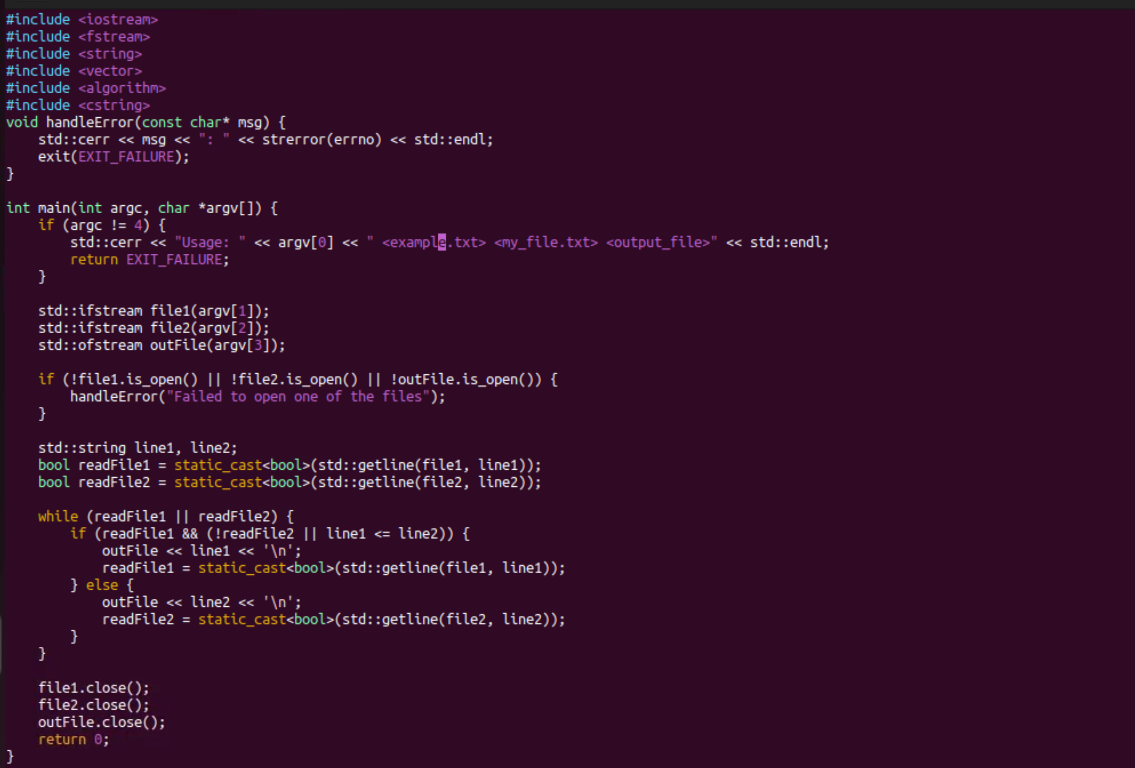 #include <iostream>
#include <fstream>
#include <string>
#include <vector>
#include <algorithm>
#include <cstring>
void handleError(const char* msg) {
    std::cerr << msg << ": " << strerror(errno) << std::endl;
    exit(EXIT_FAILURE);
}

int main(int argc, char *argv[]) {
    if (argc != 4) {
        std::cerr << "Usage: " << argv[0] << " <example.txt> <my_file.txt> <output_file>" << std::endl;
        return EXIT_FAILURE;
    }

    std::ifstream file1(argv[1]);
    std::ifstream file2(argv[2]);
    std::ofstream outFile(argv[3]);

    if (!file1.is_open() || !file2.is_open() || !outFile.is_open()) {
        handleError("Failed to open one of the files");
    }

    std::string line1, line2;
    bool readFile1 = static_cast<bool>(std::getline(file1, line1));
    bool readFile2 = static_cast<bool>(std::getline(file2, line2));

    while (readFile1 || readFile2) {
        if (readFile1 && (!readFile2 || line1 <= line2)) {
            outFile << line1 << '\n';
            readFile1 = static_cast<bool>(std::getline(file1, line1));
        } else {
            outFile << line2 << '\n';
            readFile2 = static_cast<bool>(std::getline(file2, line2));
        }
    }

    file1.close();
    file2.close();
    outFile.close();
    return 0;
}